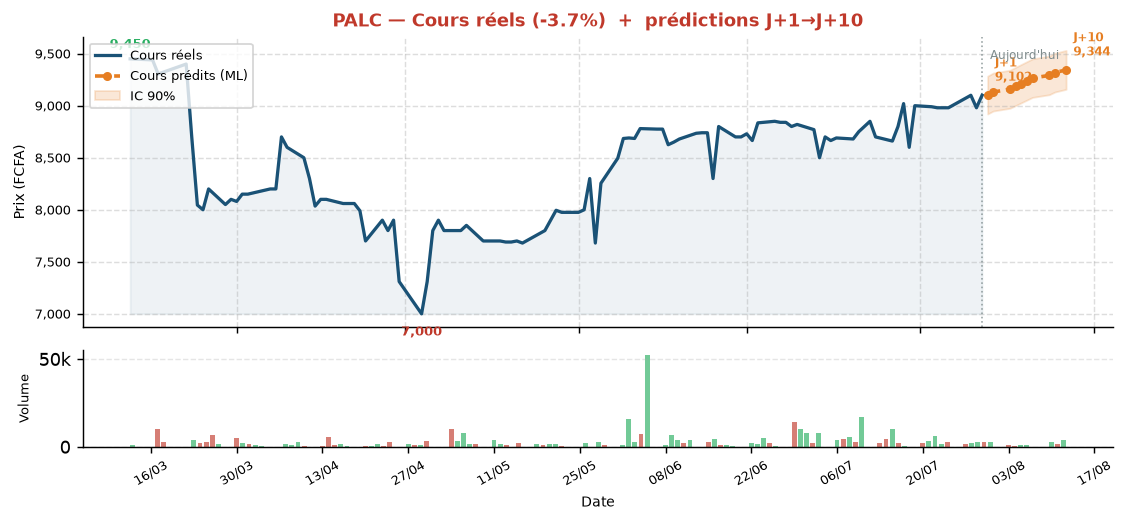 PALC — Cours réels (-3.7%)  +  prédictions J+1→J+10
9,450
Cours réels
Cours prédits (ML)
IC 90%
Aujourd'hui
J+1
9,102
J+10
9,344
7,000
Prix (FCFA)
9,500
9,000
8,500
8,000
7,500
7,000
Volume
50k
0
16/03
30/03
13/04
27/04
11/05
25/05
08/06
22/06
06/07
20/07
03/08
17/08
Date